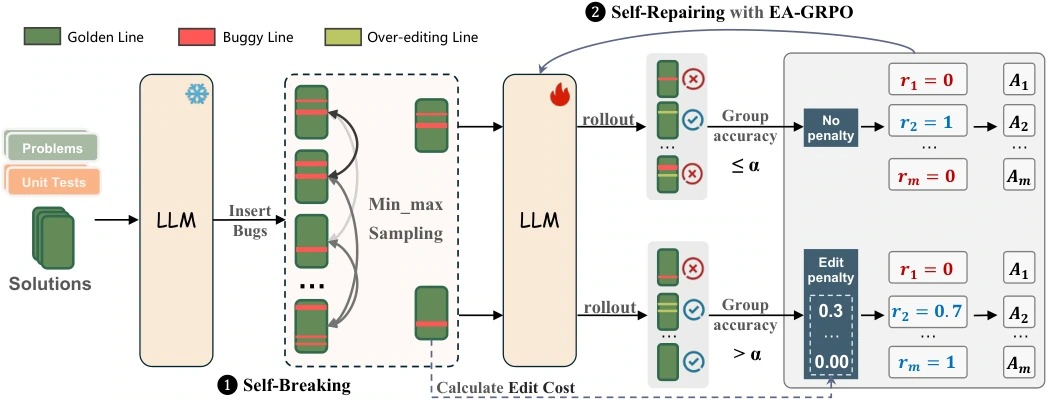 ❷ Self-Repairing with EA-GRPO
Golden Line
Buggy Line
Over-editing Line
Problems
Unit Tests
Solutions
LLM
Insert
Bugs
...
Min_max
Sampling
❶ Self-Breaking
LLM
rollout
...
Group
accuracy
≤ α
No
penalty
r₁ = 0
r₂ = 1
...
rₘ = 0
A₁
A₂
...
Aₘ
rollout
...
Group
accuracy
> α
Edit
penalty
0.3
...
0.00
r₁ = 0
r₂ = 0.7
...
rₘ = 1
A₁
A₂
...
Aₘ
Calculate Edit Cost